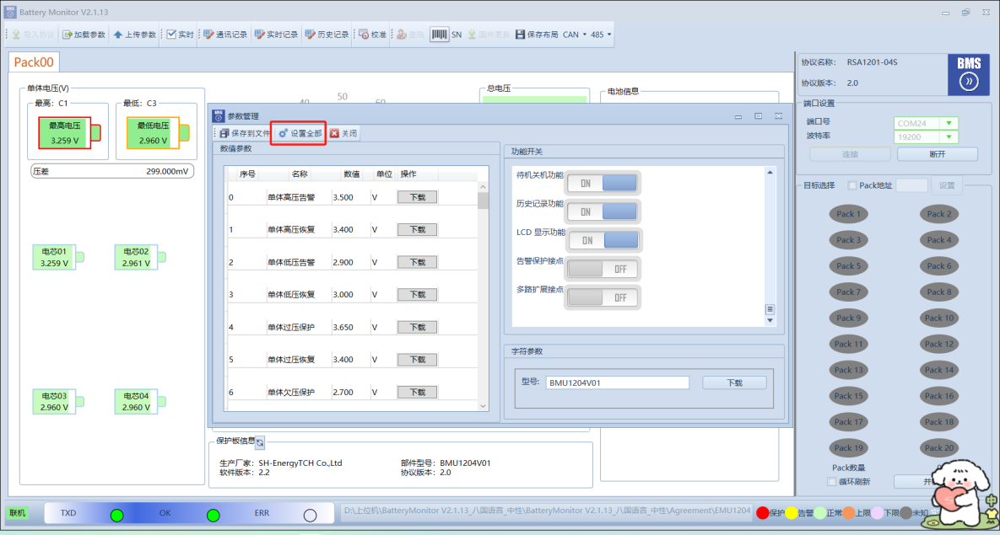 Battery Monitor V2.1.13
导入协议 加载参数 上传参数 实时 通讯记录 实时记录 历史记录 校准 SN 固件更新 保存布局 CAN 485
Pack00
单体电压(V)
最高: C1 最低: C3
最高电压
3.259 V
最低电压
2.960 V
压差 299.000mV
电芯01
3.259 V
电芯02
2.961 V
电芯03
2.960 V
电芯04
2.960 V
40 50 60
总电压
电池信息
BMS 参数管理
保存到文件 设置全部 关闭
数值参数
序号 名称 数值 单位 操作
0 单体高压告警 3.500 V 下载
1 单体高压恢复 3.400 V 下载
2 单体低压告警 2.900 V 下载
3 单体低压恢复 3.000 V 下载
4 单体过压保护 3.650 V 下载
5 单体过压恢复 3.400 V 下载
6 单体欠压保护 2.700 V 下载
功能开关
待机关机功能 ON
历史记录功能 ON
LCD 显示功能 ON
告警保护接点 OFF
多路扩展接点 OFF
字符参数
型号: BMU1204V01 下载
保护板信息
生产厂家: SH-EnergyTCH Co.,Ltd 部件型号: BMU1204V01
软件版本: 2.2 协议版本: 2.0
协议名称: RSA1201-04S
协议版本: 2.0
BMS
端口设置
端口号 COM24
波特率 19200
连接 断开
目标选择 Pack地址 设置
Pack 1 Pack 2
Pack 3 Pack 4
Pack 5 Pack 6
Pack 7 Pack 8
Pack 9 Pack 10
Pack 11 Pack 12
Pack 13 Pack 14
Pack 15 Pack 16
Pack 17 Pack 18
Pack 19 Pack 20
Pack数量
循环刷新 并
联机 TXD OK ERR D:\上位机\BatteryMonitor V2.1.13_八国语言_中性\BatteryMonitor V2.1.13_八国语言_中性\Agreement\EMU1204 保护 告警 正常 上限 下限 未知
中